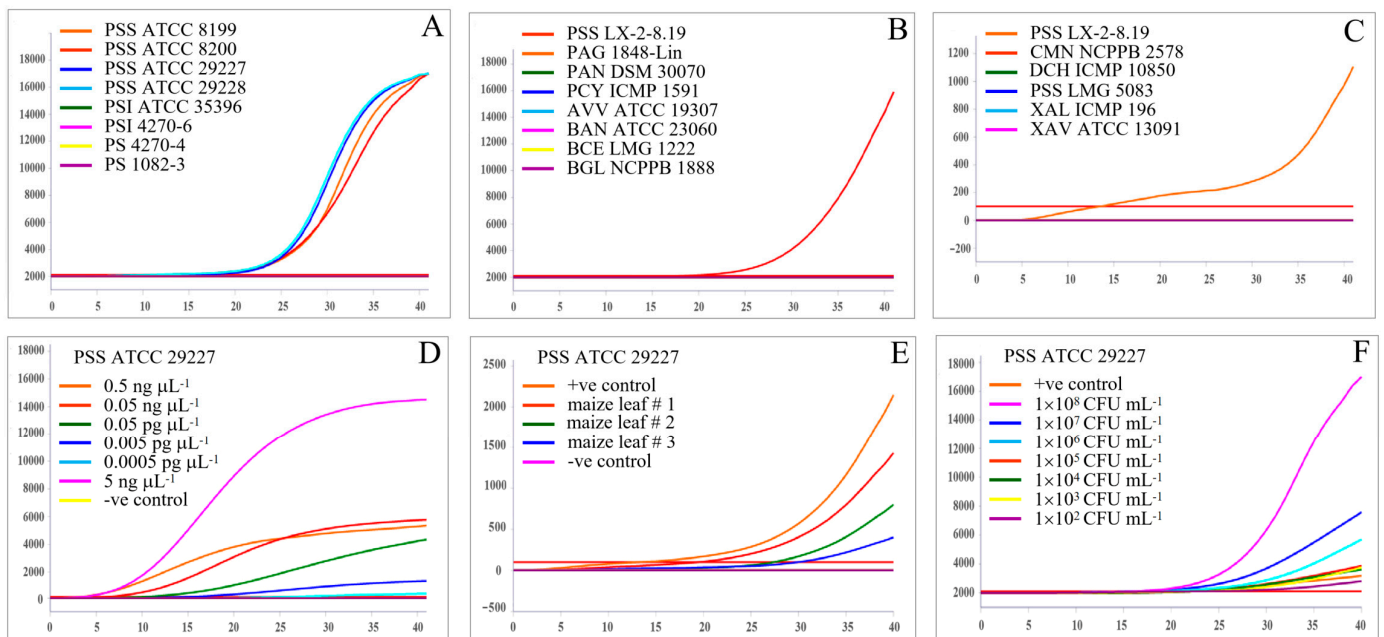 A
PSS ATCC 8199
PSS ATCC 8200
PSS ATCC 29227
PSS ATCC 29228
PSI ATCC 35396
PSI 4270-6
PS 4270-4
PS 1082-3
18000
16000
14000
12000
10000
8000
6000
4000
2000
0 5 10 15 20 25 30 35 40
B
PSS LX-2-8.19
PAG 1848-Lin
PAN DSM 30070
PCY ICMP 1591
AVV ATCC 19307
BAN ATCC 23060
BCE LMG 1222
BGL NCPPB 1888
18000
16000
14000
12000
10000
8000
6000
4000
2000
0 5 10 15 20 25 30 35 40
C
PSS LX-2-8.19
CMN NCPPB 2578
DCH ICMP 10850
PSS LMG 5083
XAL ICMP 196
XAV ATCC 13091
1200
1000
800
600
400
200
0
−200
0 5 10 15 20 25 30 35 40
D
PSS ATCC 29227
0.5 ng µL⁻¹
0.05 ng µL⁻¹
0.05 pg µL⁻¹
0.005 pg µL⁻¹
0.0005 pg µL⁻¹
5 ng µL⁻¹
-ve control
18000
16000
14000
12000
10000
8000
6000
4000
2000
0
0 5 10 15 20 25 30 35 40
E
PSS ATCC 29227
+ve control
maize leaf # 1
maize leaf # 2
maize leaf # 3
-ve control
2500
2000
1500
1000
500
0
−500
0 5 10 15 20 25 30 35 40
F
PSS ATCC 29227
+ve control
1×10⁸ CFU mL⁻¹
1×10⁷ CFU mL⁻¹
1×10⁶ CFU mL⁻¹
1×10⁵ CFU mL⁻¹
1×10⁴ CFU mL⁻¹
1×10³ CFU mL⁻¹
1×10² CFU mL⁻¹
18000
16000
14000
12000
10000
8000
6000
4000
2000
0 5 10 15 20 25 30 35 40